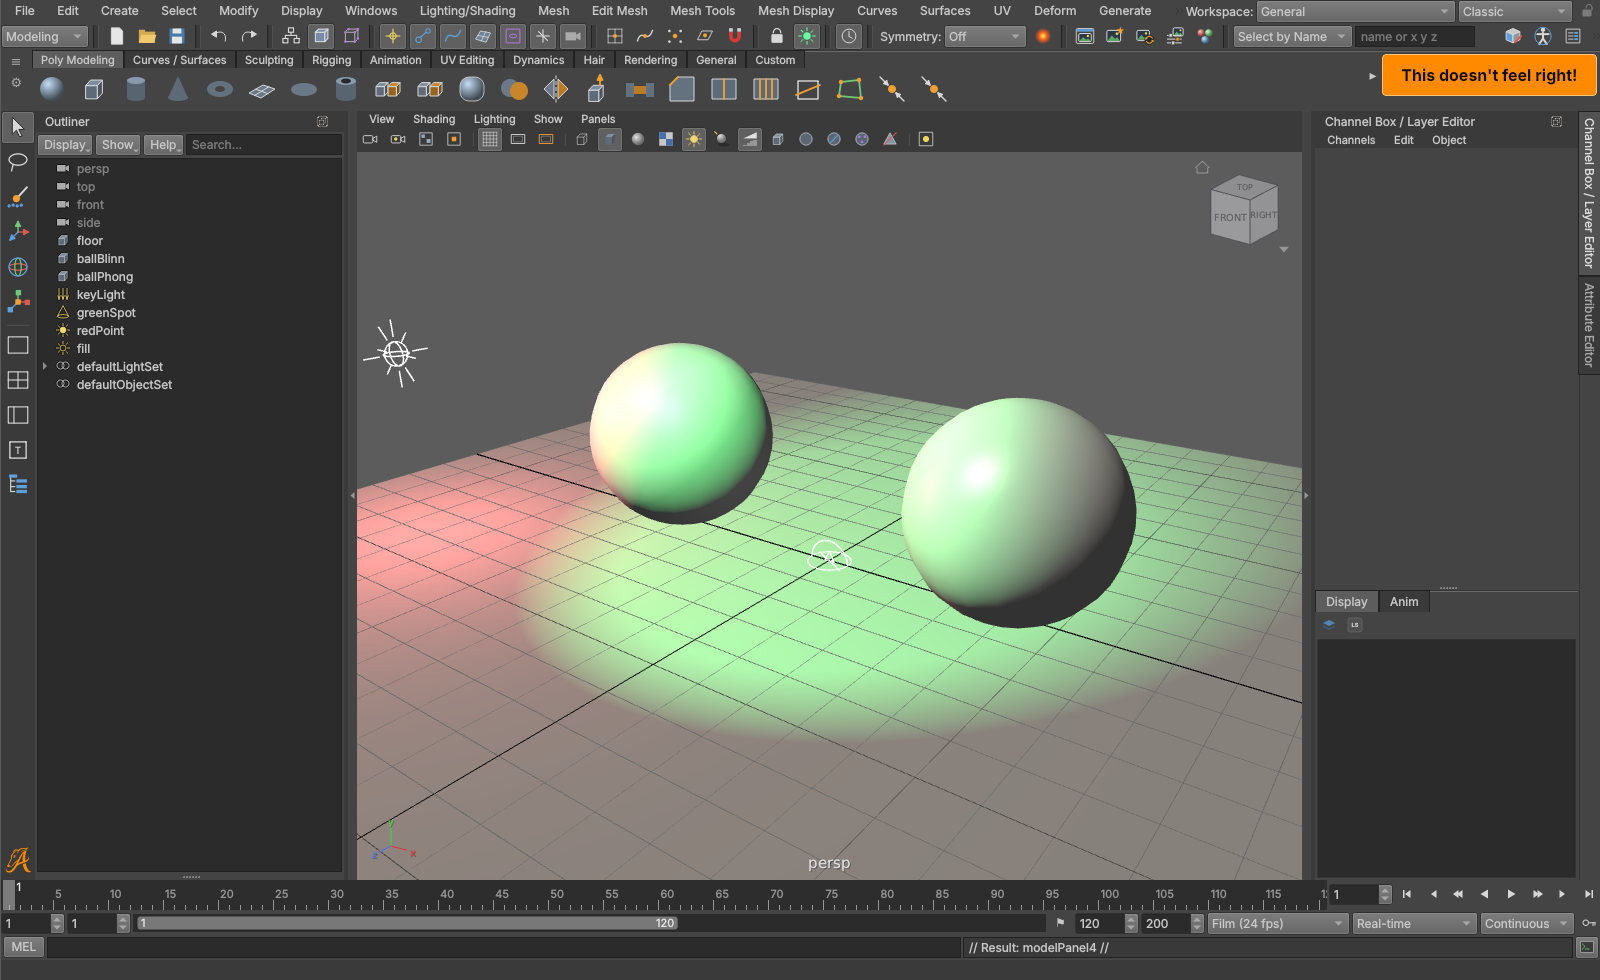 File Edit Create Select Modify Display Windows Lighting/Shading Mesh Edit Mesh Mesh Tools Mesh Display Curves Surfaces UV Deform Generate Workspace: General Classic
Modeling Symmetry: Off Select by Name name or x y z
Poly Modeling Curves / Surfaces Sculpting Rigging Animation UV Editing Dynamics Hair Rendering General Custom
This doesn't feel right!
Outliner
Display Show Help Search...
persp
top
front
side
floor
ballBlinn
ballPhong
keyLight
greenSpot
redPoint
fill
defaultLightSet
defaultObjectSet
View Shading Lighting Show Panels
TOP
FRONT RIGHT
y
z x
persp
Channel Box / Layer Editor
Channels Edit Object
Channel Box / Layer Editor
Attribute Editor
Display Anim
LS
1 5 10 15 20 25 30 35 40 45 50 55 60 65 70 75 80 85 90 95 100 105 110 115 1
1 1 1 120 120 200 Film (24 fps) Real-time Continuous
MEL // Result: modelPanel4 //
T